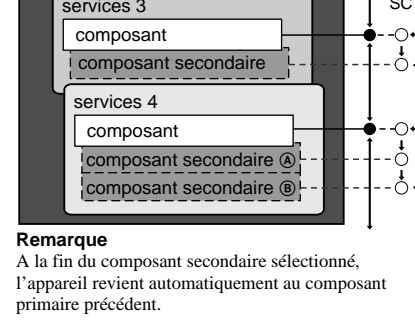 services 3
SC
composant
composant secondaire
services 4
composant
composant secondaire Ⓐ
composant secondaire Ⓑ
Remarque
A la fin du composant secondaire sélectionné,
l'appareil revient automatiquement au composant
primaire précédent.